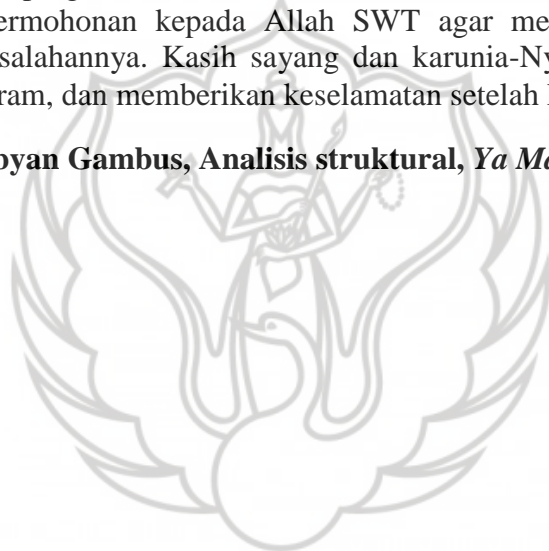 ermohonan kepada Allah SWT agar me
salahannya. Kasih sayang dan karunia-Ny
ram, dan memberikan keselamatan setelah
byan Gambus, Analisis struktural, Ya Ma